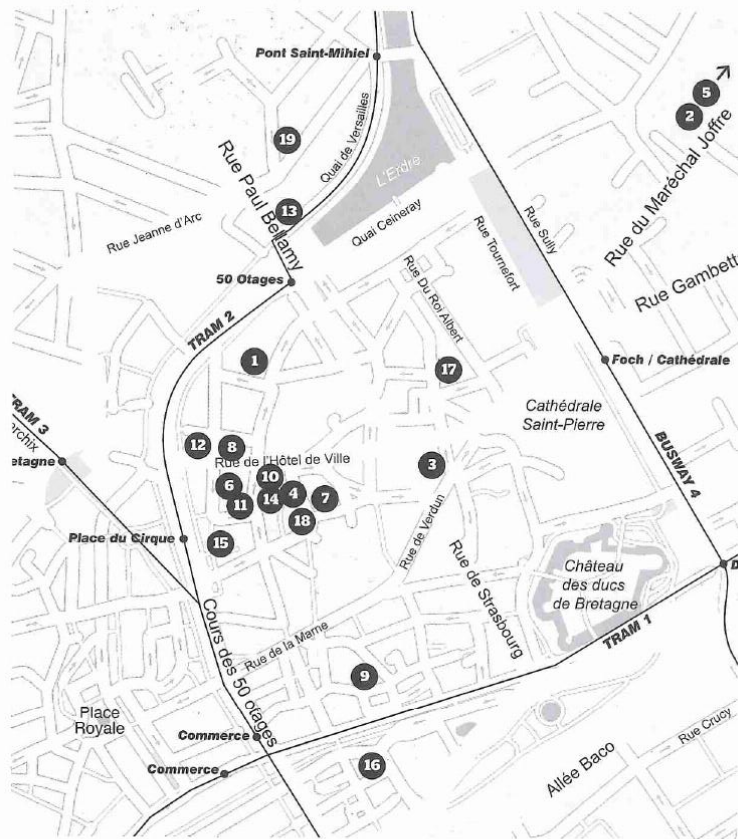 Pont Saint-Mihiel
5
2
19
Quai de Versailles
L'Erdre
Rue Paul Bellamy
Rue du Maréchal Joffre
13
Rue Jeanne d'Arc
Quai Ceineray
Rue Tournefort
Rue Sully
Rue Gambetta
50 Otages
Rue Du Roi Albert
TRAM 2
1
17
Foch / Cathédrale
TRAM 3
Cathédrale
Saint-Pierre
BUSWAY 4
12
8
Rue de l'Hôtel de Ville
3
etagne
10
6
14
4
7
11
18
Rue de Verdun
Place du Cirque
15
Rue de Strasbourg
Château
des ducs
de Bretagne
D
Cours des 50 otages
Rue de la Marne
TRAM 1
9
Place
Royale
Commerce
Commerce
16
Allée Baco
Rue Crucy